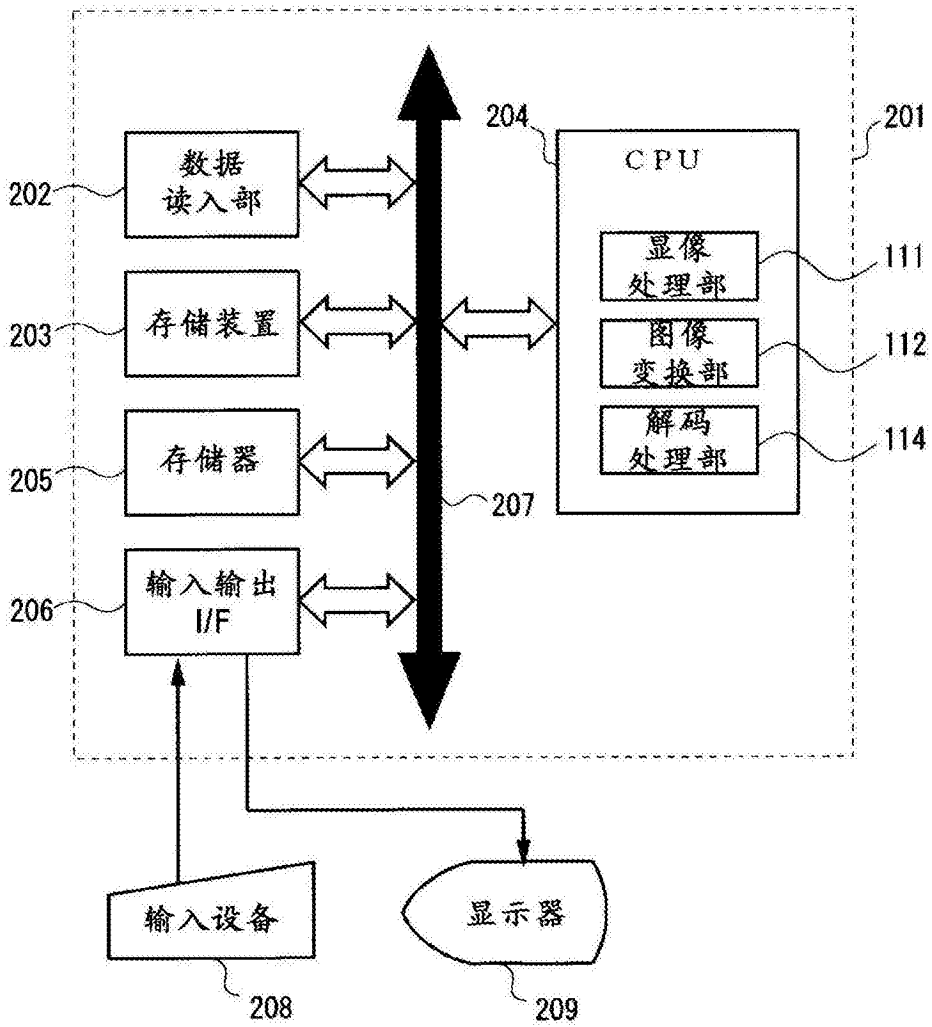 204
201
CPU
数据
读入部
202
显像
处理部
111
存储装置
203
图像
变换部
112
解码
处理部
114
存储器
205
207
输入输出
I/F
206
输入设备
208
显示器
209